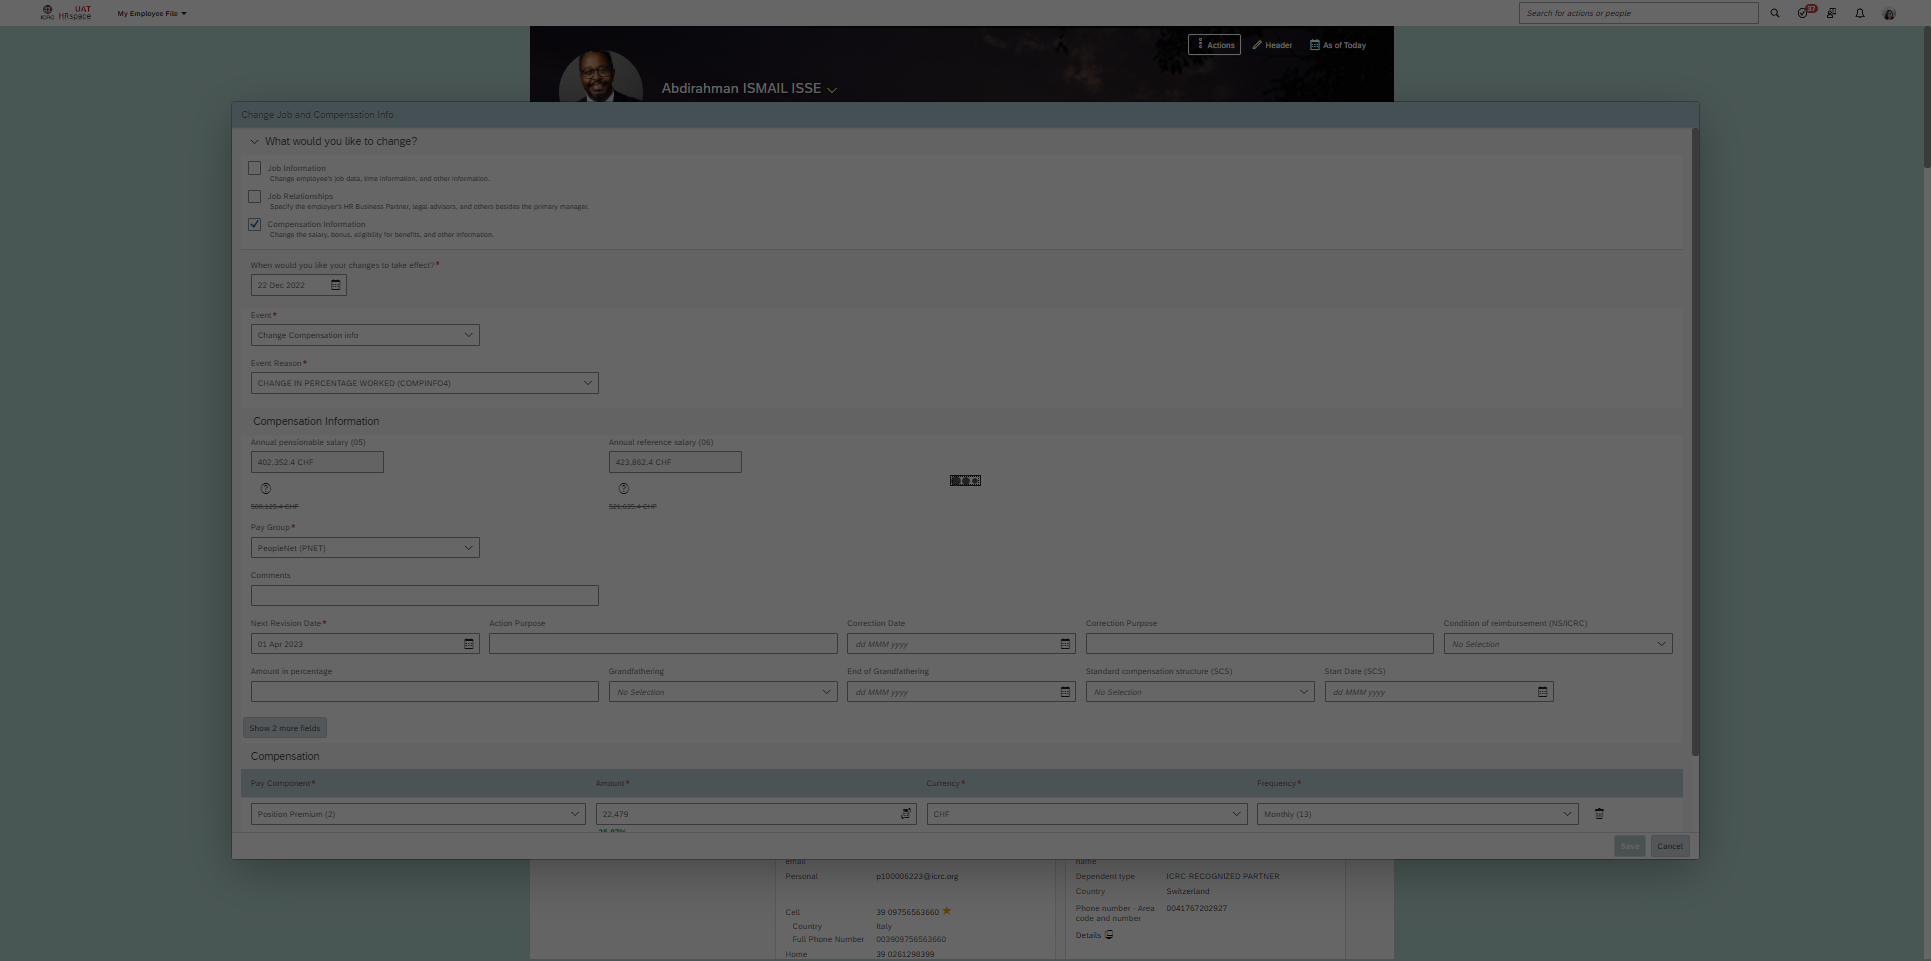 ICRC
UAT
HRspace
My Employee File
Search for actions or people
37
Actions
Header
As of Today
Abdirahman ISMAIL ISSE
Change Job and Compensation Info
What would you like to change?
Job Information
Change employee's job data, time information, and other information.
Job Relationships
Specify the employee's HR Business Partner, legal advisors, and others besides the primary manager.
Compensation Information
Change the salary, bonus, eligibility for benefits, and other information.
When would you like your changes to take effect?*
22 Dec 2022
Event*
Change Compensation info
Event Reason*
CHANGE IN PERCENTAGE WORKED (COMPINFO4)
Compensation Information
Annual pensionable salary (05)
Annual reference salary (06)
402,352.4 CHF
423,862.4 CHF
521,035.4 CHF
Pay Group*
PeopleNet (PNET)
Comments
Next Revision Date*
Action Purpose
Correction Date
Correction Purpose
Condition of reimbursement (NS/ICRC)
01 Apr 2023
dd MMM yyyy
No Selection
Amount in percentage
Grandfathering
End of Grandfathering
Standard compensation structure (SCS)
Start Date (SCS)
No Selection
dd MMM yyyy
No Selection
dd MMM yyyy
Show 2 more fields
Compensation
Pay Component*
Amount*
Currency*
Frequency*
Position Premium (2)
22,479
CHF
Monthly (13)
Save
Cancel
email
name
Personal
p100006223@icrc.org
Dependent type
ICRC-RECOGNIZED PARTNER
Country
Switzerland
Phone number - Area code and number
0041767202927
Cell
39 09756563660
Country
Italy
Full Phone Number
003909756563660
Details
Home
39 0261298399